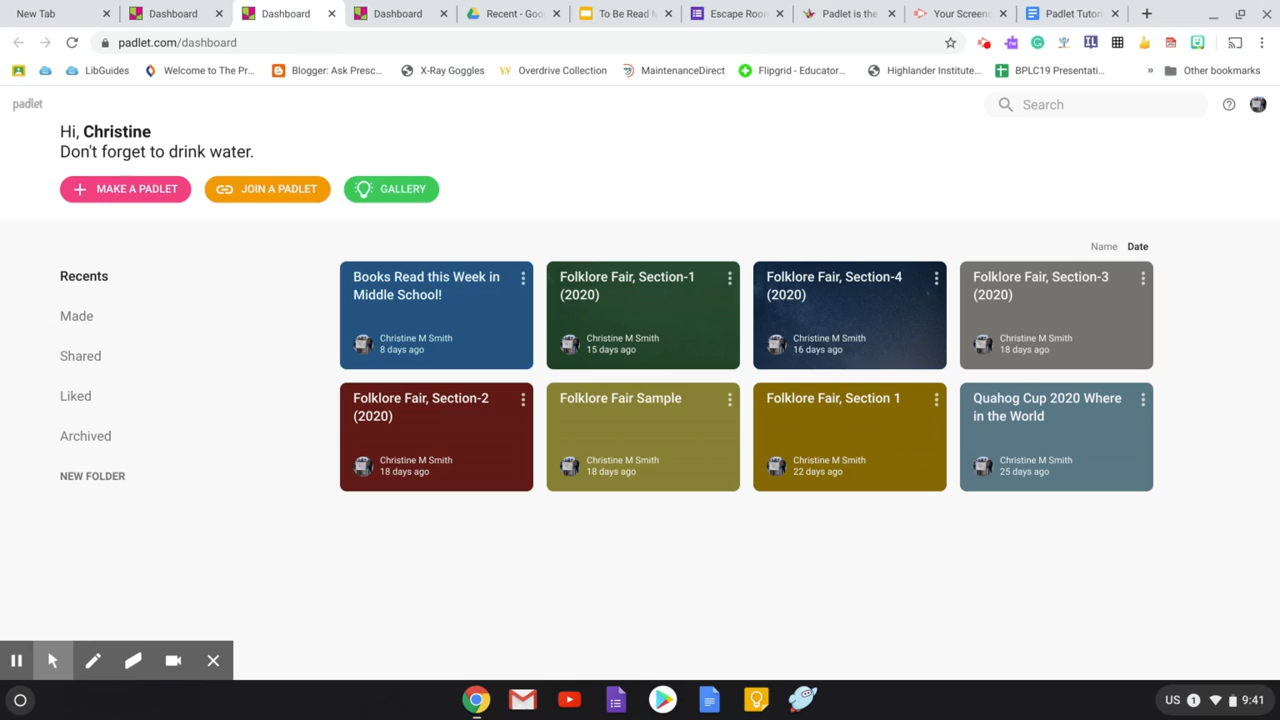 New Tab
Dashboard
Dashboard
Dashboard
Recent - Goo
To Be Read
Escape Roo
Padlet is the
Your Screenc
Padlet Tutor
padlet.com/dashboard
LibGuides
Welcome to The Pr...
Blogger: Ask Presc...
X-Ray Goggles
Overdrive Collection
MaintenanceDirect
Flipgrid - Educator...
Highlander Institute...
BPLC19 Presentati...
» Other bookmarks
padlet
Search
Hi, Christine
Don't forget to drink water.
MAKE A PADLET
JOIN A PADLET
GALLERY
Name Date
Recents
Made
Shared
Liked
Archived
NEW FOLDER
Books Read this Week in
Middle School!
Christine M Smith
8 days ago
Folklore Fair, Section-1
(2020)
Christine M Smith
15 days ago
Folklore Fair, Section-4
(2020)
Christine M Smith
16 days ago
Folklore Fair, Section-3
(2020)
Christine M Smith
18 days ago
Folklore Fair, Section-2
(2020)
Christine M Smith
18 days ago
Folklore Fair Sample
Christine M Smith
18 days ago
Folklore Fair, Section 1
Christine M Smith
22 days ago
Quahog Cup 2020 Where
in the World
Christine M Smith
25 days ago
US 1 9:41